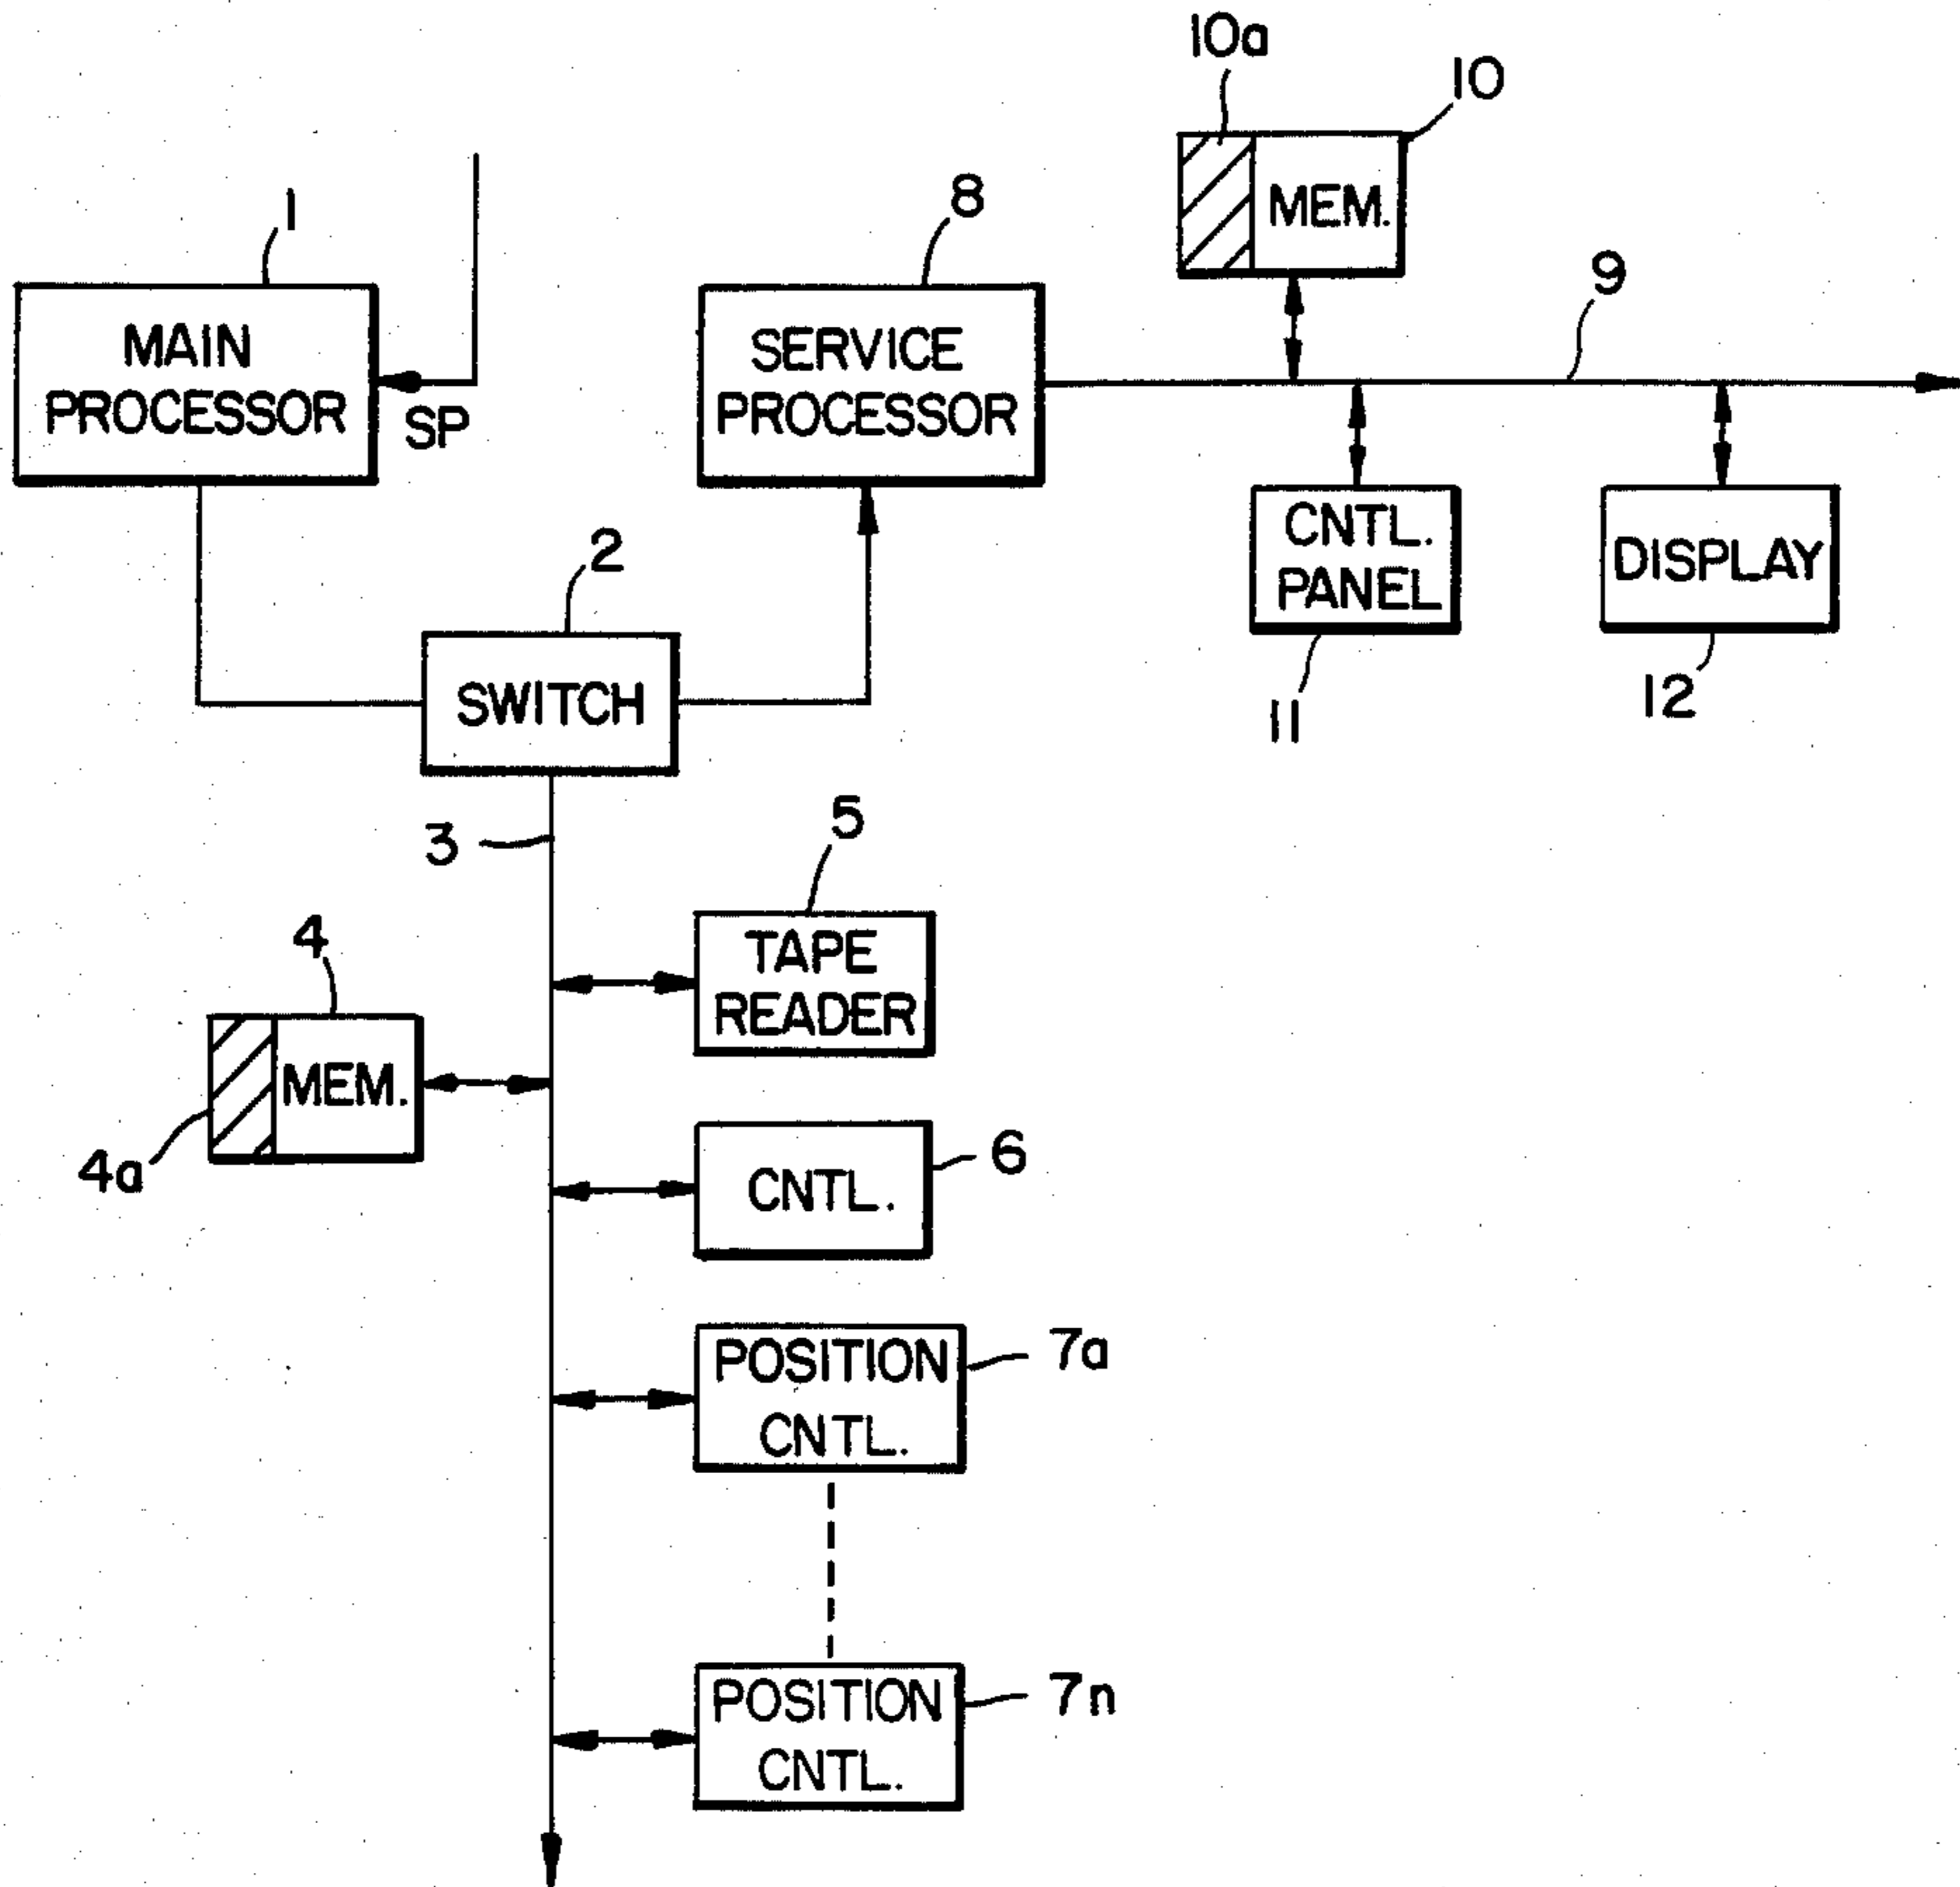 10a
10
1
8
MEM.
9
MAIN
PROCESSOR
SP
SERVICE
PROCESSOR
2
CNTL.
PANEL
DISPLAY
SWITCH
11
12
3
5
4
TAPE
READER
MEM.
4a
6
CNTL.
POSITION
CNTL.
7a
POSITION
CNTL.
7n